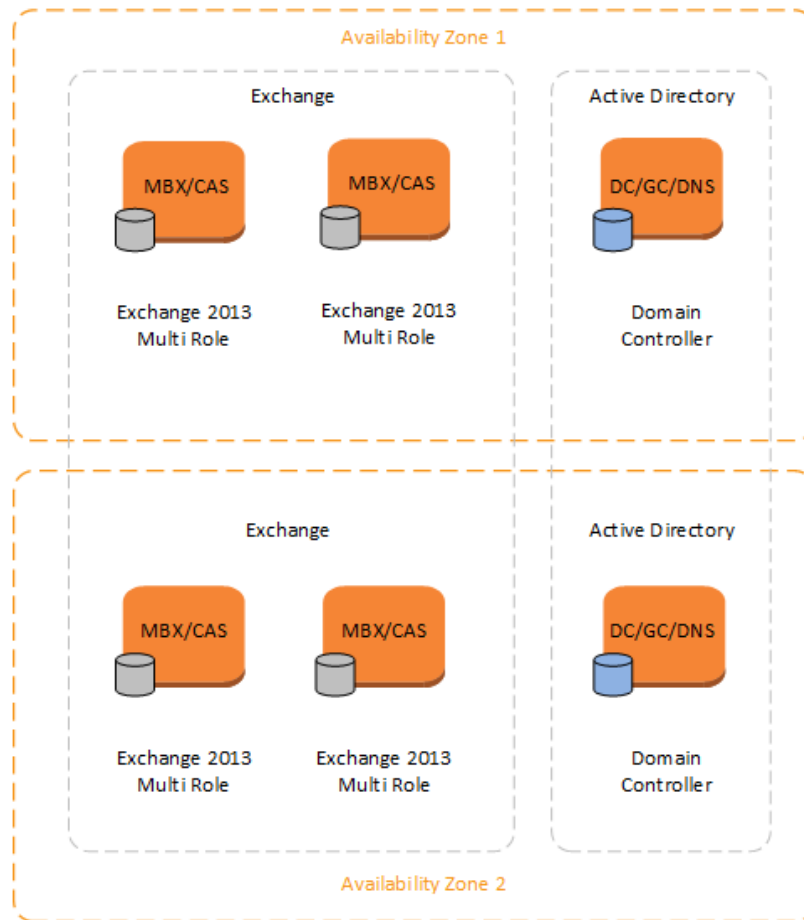 Availability Zone 1
Exchange
Active Directory
MBX/CAS
MBX/CAS
DC/GC/DNS
Exchange 2013
Multi Role
Exchange 2013
Multi Role
Domain
Controller
Exchange
Active Directory
MBX/CAS
MBX/CAS
DC/GC/DNS
Exchange 2013
Multi Role
Exchange 2013
Multi Role
Domain
Controller
Availability Zone 2